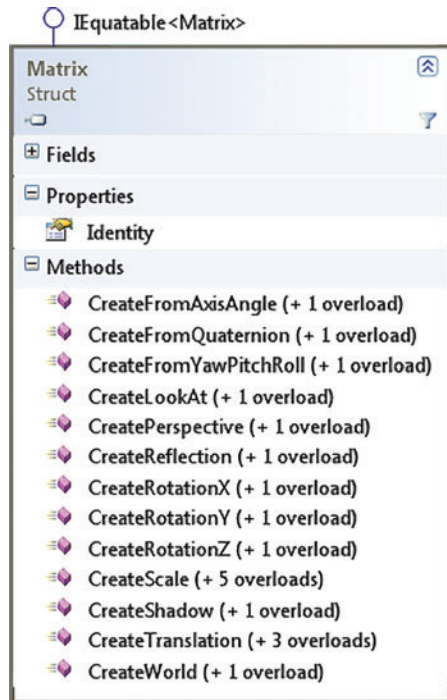 IEquatable<Matrix>
Matrix
Struct
Fields
Properties
Identity
Methods
CreateFromAxisAngle (+ 1 overload)
CreateFromQuaternion (+ 1 overload)
CreateFromYawPitchRoll (+ 1 overload)
CreateLookAt (+ 1 overload)
CreatePerspective (+ 1 overload)
CreateReflection (+ 1 overload)
CreateRotationX (+ 1 overload)
CreateRotationY (+ 1 overload)
CreateRotationZ (+ 1 overload)
CreateScale (+ 5 overloads)
CreateShadow (+ 1 overload)
CreateTranslation (+ 3 overloads)
CreateWorld (+ 1 overload)